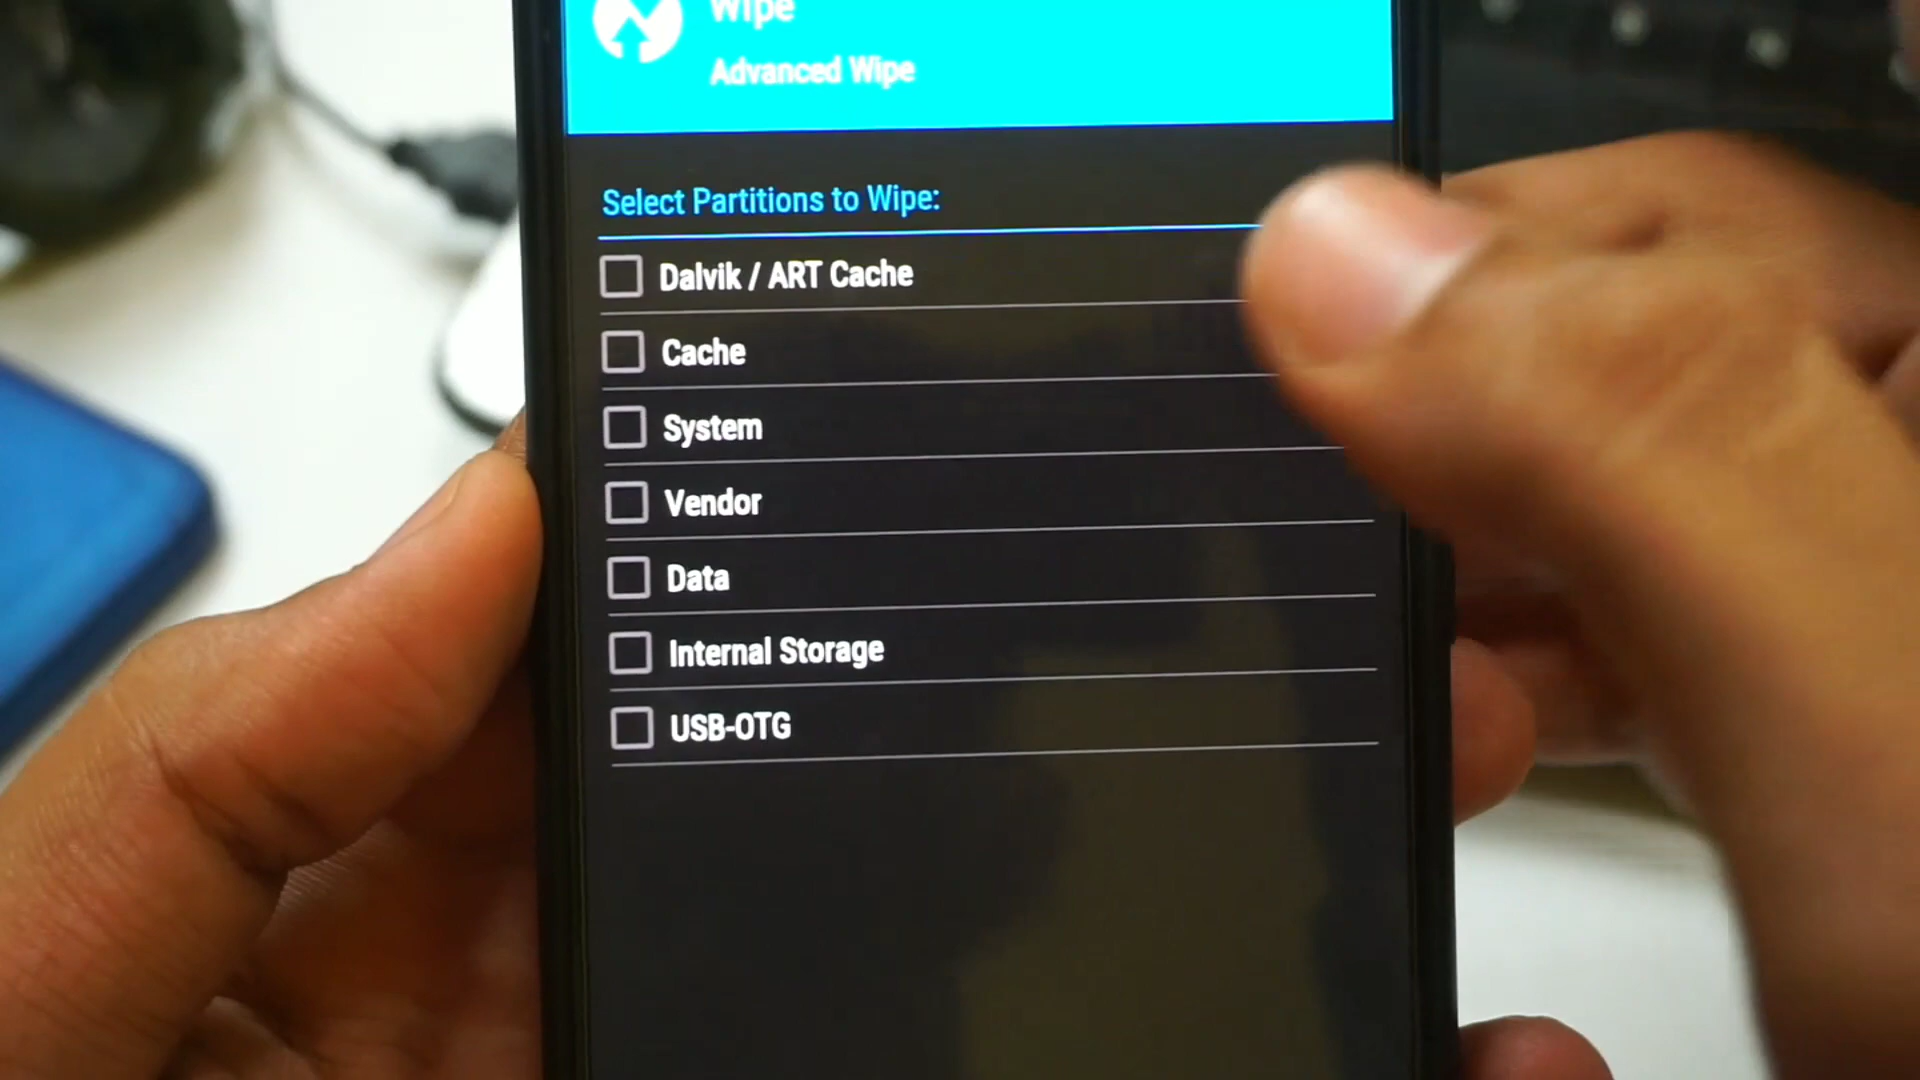 Wipe
Advanced Wipe
Select Partitions to Wipe:
Dalvik / ART Cache
Cache
System
Vendor
Data
Internal Storage
USB-OTG